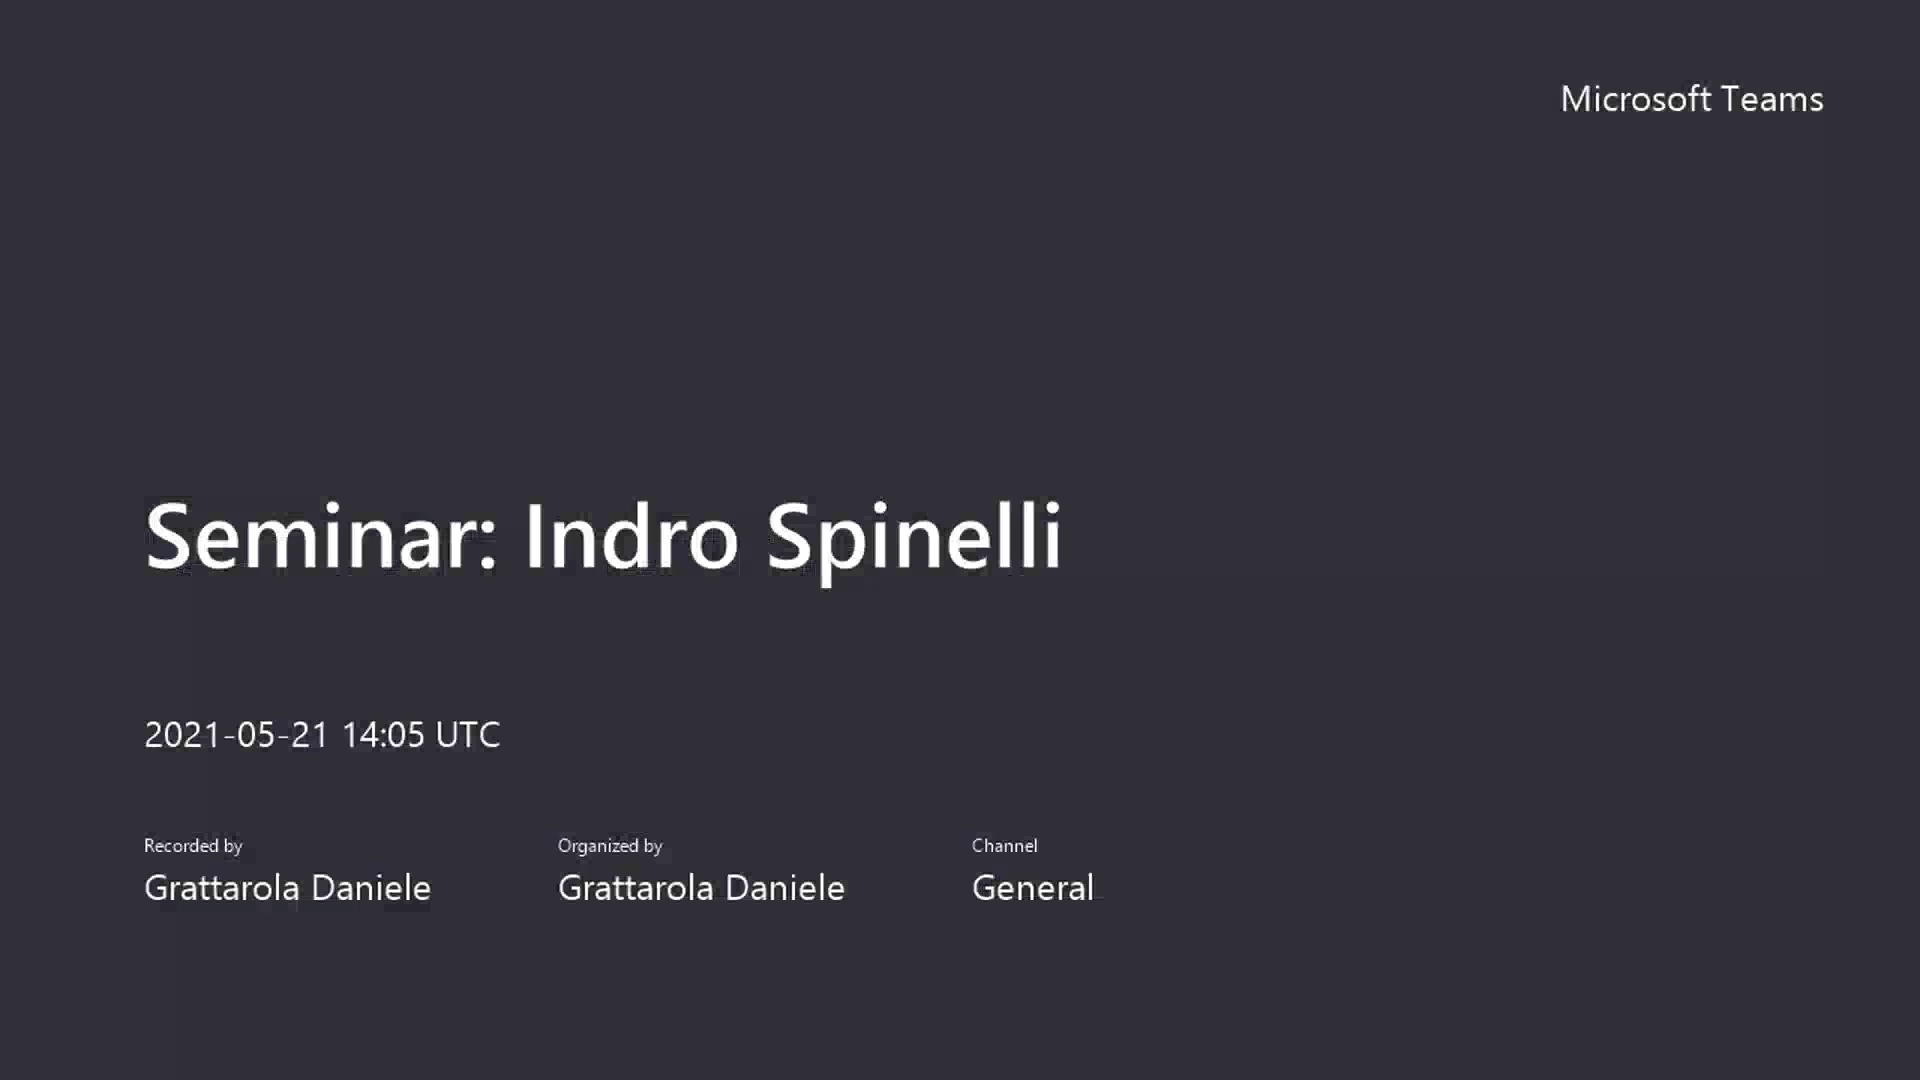 Microsoft Teams
Seminar: Indro Spinelli
2021-05-21 14:05 UTC
Recorded by
Grattarola Daniele
Organized by
Grattarola Daniele
Channel
General